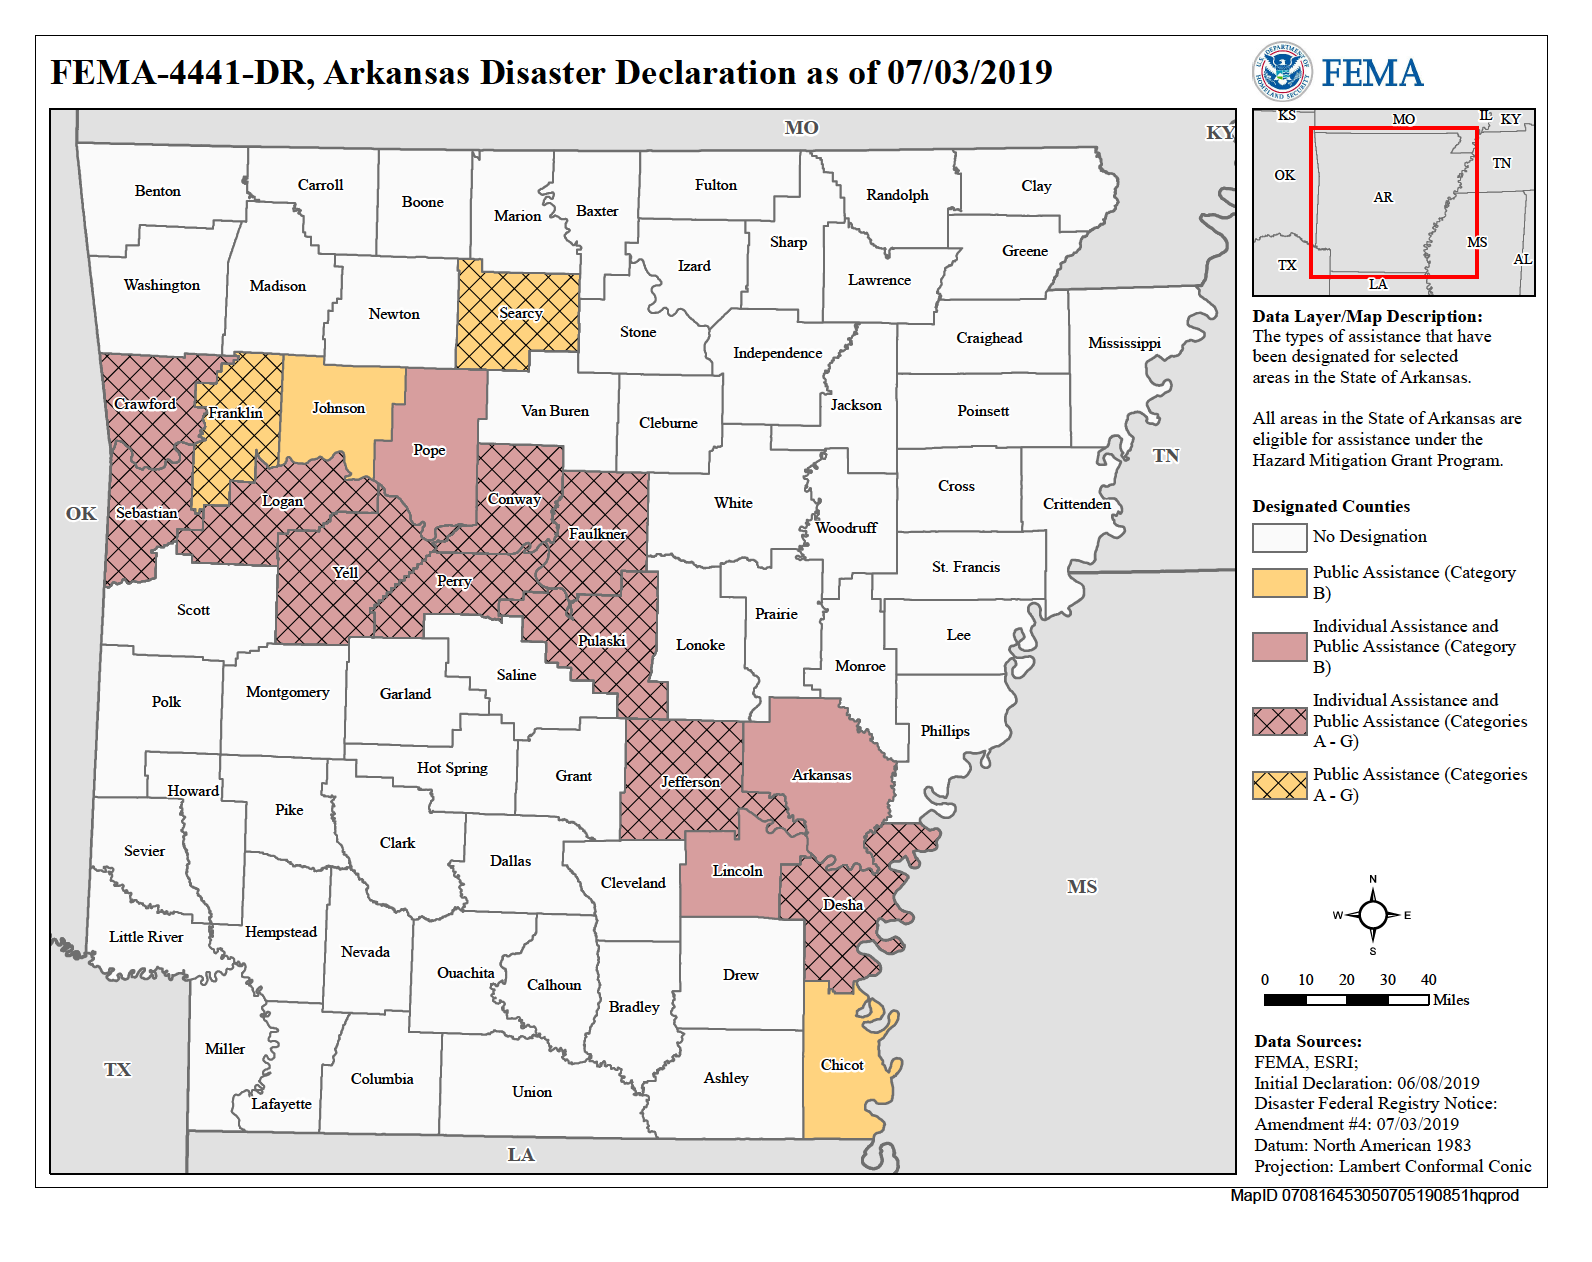 FEMA-4441-DR, Arkansas Disaster Declaration as of 07/03/2019
U.S. DEPARTMENT OF HOMELAND SECURITY
FEMA
MO
KY
OK
TN
MS
TX
LA
Benton
Carroll
Boone
Marion
Baxter
Fulton
Randolph
Clay
Sharp
Greene
Izard
Lawrence
Washington
Madison
Newton
Searcy
Stone
Independence
Craighead
Mississippi
Crawford
Franklin
Johnson
Pope
Van Buren
Cleburne
Jackson
Poinsett
Sebastian
Logan
Conway
Faulkner
White
Woodruff
Cross
Crittenden
Scott
Yell
Perry
Pulaski
Lonoke
Prairie
St. Francis
Lee
Monroe
Phillips
Polk
Montgomery
Garland
Saline
Hot Spring
Grant
Jefferson
Arkansas
Howard
Pike
Clark
Dallas
Cleveland
Lincoln
Desha
Sevier
Little River
Hempstead
Nevada
Ouachita
Calhoun
Bradley
Drew
Miller
Lafayette
Columbia
Union
Ashley
Chicot
KS
MO
IL
KY
OK
TN
AR
MS
TX
AL
LA
Data Layer/Map Description:
The types of assistance that have
been designated for selected
areas in the State of Arkansas.
All areas in the State of Arkansas are
eligible for assistance under the
Hazard Mitigation Grant Program.
Designated Counties
No Designation
Public Assistance (Category
B)
Individual Assistance and
Public Assistance (Category
B)
Individual Assistance and
Public Assistance (Categories
A - G)
Public Assistance (Categories
A - G)
N
W E
S
0 10 20 30 40
Miles
Data Sources:
FEMA, ESRI;
Initial Declaration: 06/08/2019
Disaster Federal Registry Notice:
Amendment #4: 07/03/2019
Datum: North American 1983
Projection: Lambert Conformal Conic
MapID 070816453050705190851hqprod